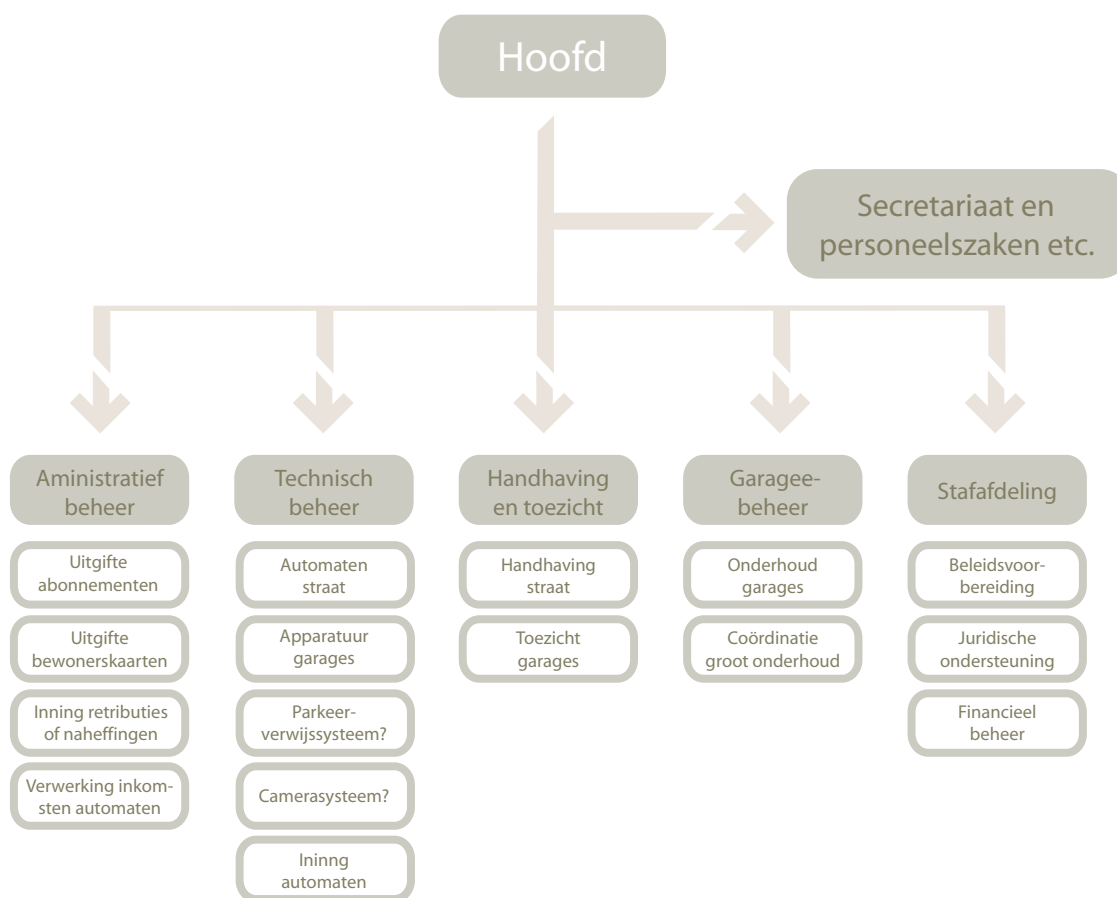 Hoofd
Secretariaat en
personeelszaken etc.
Aministratief
beheer
Uitgifte
abonnementen
Uitgifte
bewonerskaarten
Inning retributies
of naheffingen
Verwerking inkom-
sten automaten
Technisch
beheer
Automaten
straat
Apparatuur
garages
Parkeer-
verwijssysteem?
Camerasysteem?
Ininng
automaten
Handhaving
en toezicht
Handhaving
straat
Toezicht
garages
Garagee-
beheer
Onderhoud
garages
Coördinatie
groot onderhoud
Stafafdeling
Beleidsvoor-
bereiding
Juridische
ondersteuning
Financieel
beheer